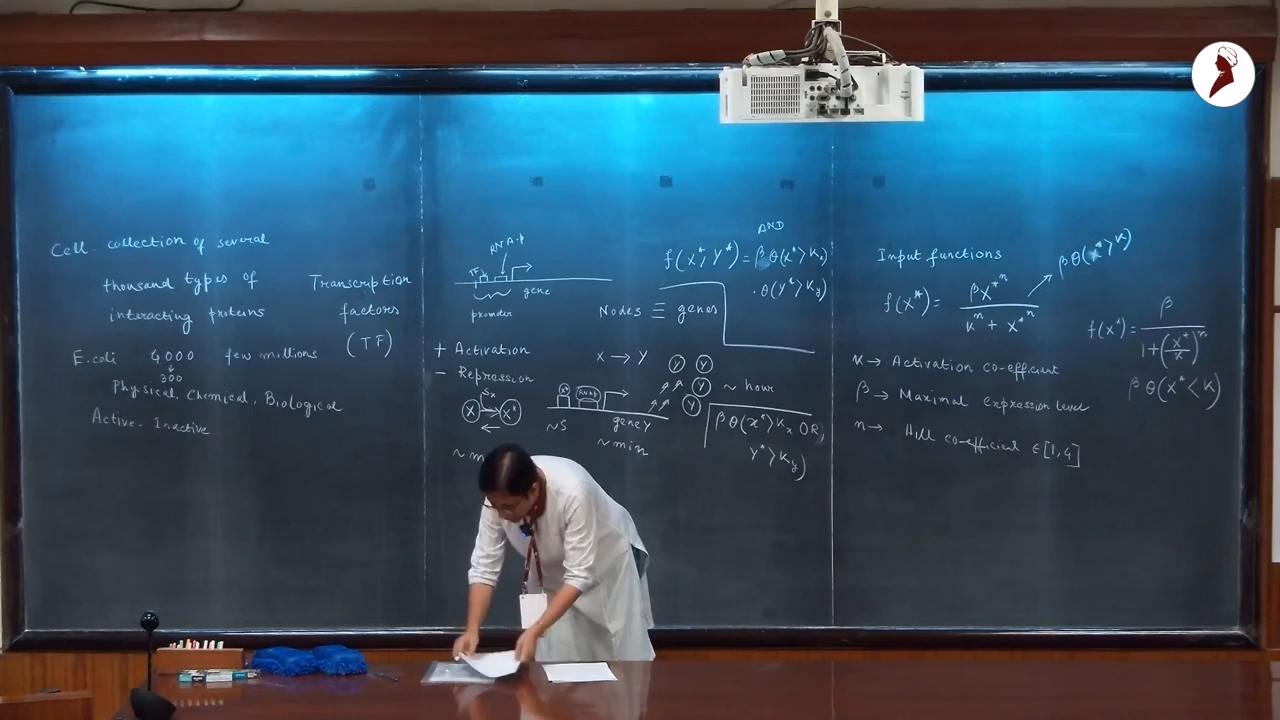 Cell - collection of several
thousand types of
interacting proteins
Transcription
factors
(TF)
E.coli 4000 few millions
300
Physical, Chemical, Biological
Active - Inactive
TF
RNA-p
gene
promoter
+ Activation
- Repression
Sx
X X*
X*
RNAP
gene Y
~S
~min
Nodes ≡ genes
X → Y
Y Y
Y
Y
~ hour
AND
f(X*, Y*) = βθ(X* > Kx)
· θ(Y* > Ky)
βθ(X* > Kx OR
Y* > Ky)
Input functions
f(X*) = βX*ⁿ / (Kⁿ + X*ⁿ) → βθ(X* > K)
K → Activation co-efficient
β → Maximal expression level
n → Hill co-efficient ∈ [1, 4]
f(X*) = β / (1 + (X*/K)ⁿ)
βθ(X* < K)